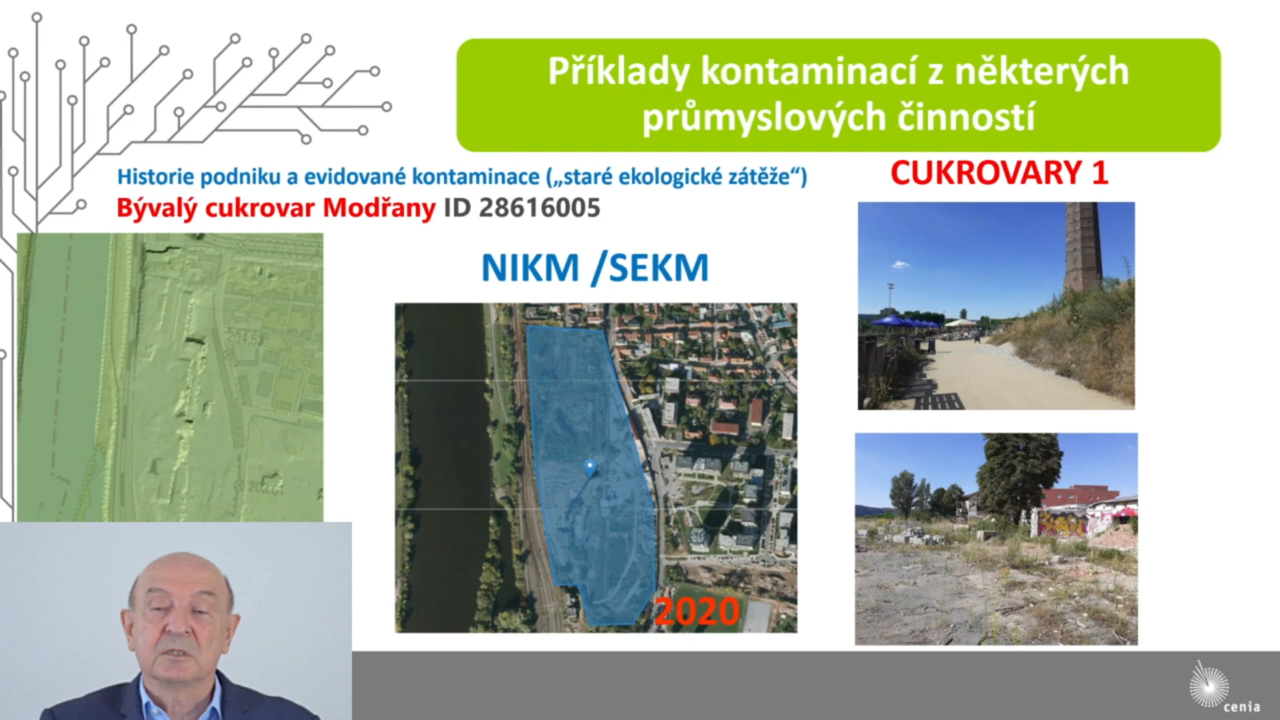 Příklady kontaminací z některých
průmyslových činností
Historie podniku a evidované kontaminace („staré ekologické zátěže“)
Bývalý cukrovar Modřany ID 28616005
CUKROVARY 1
NIKM /SEKM
2020
cenia